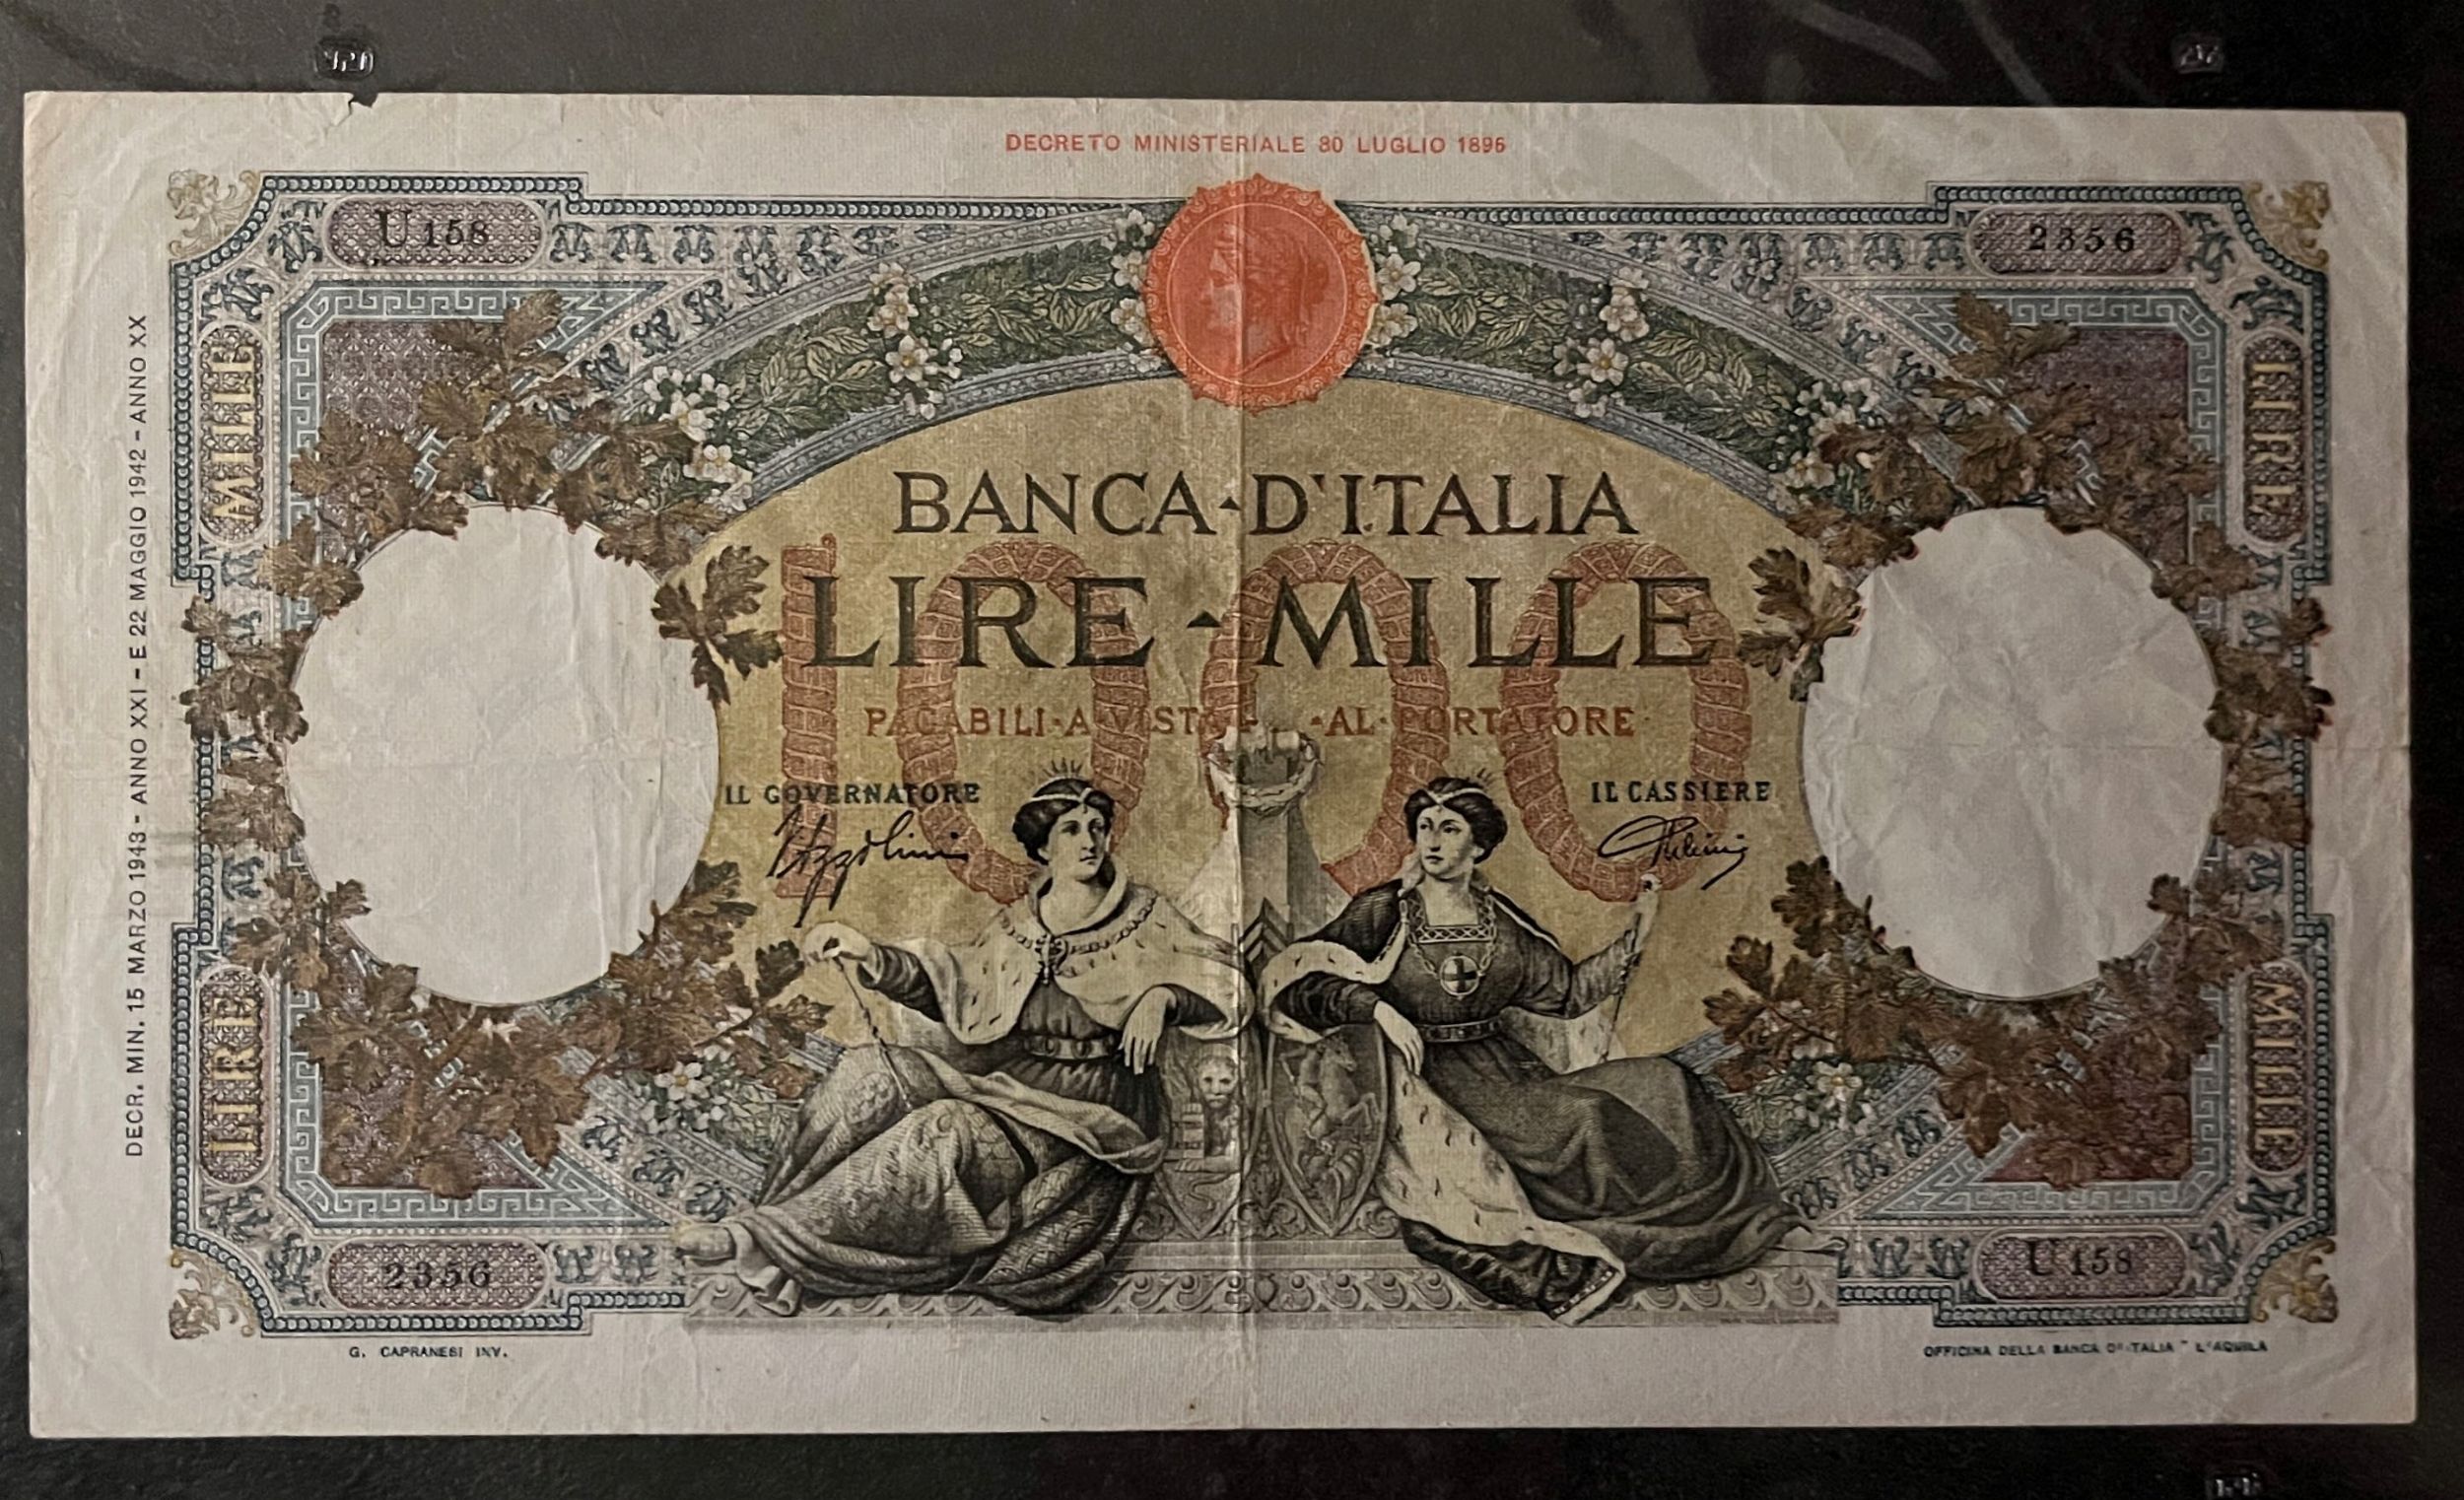 DECRETO MINISTERIALE 30 LUGLIO 1896
U 158
2356
DECR. MIN. 15 MARZO 1943 - ANNO XXI - E 22 MAGGIO 1942 - ANNO XX
MILLE
LIRE
BANCA D'ITALIA
LIRE MILLE
1000
PAGABILI A VISTA AL PORTATORE
IL GOVERNATORE
IL CASSIERE
LIRE
MILLE
2356
U 158
G. CAPRANESI INV.
OFFICINA DELLA BANCA D'ITALIA - L'AQUILA